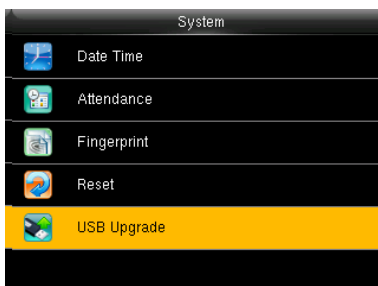 System
Date Time
Attendance
Fingerprint
Reset
USB Upgrade